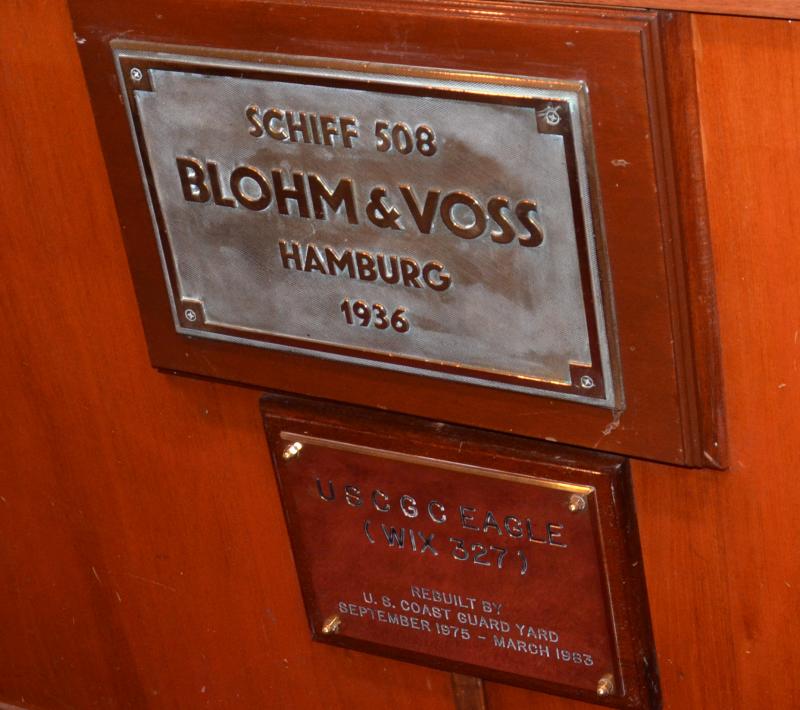 SCHIFF 508
BLOHM & VOSS
HAMBURG
1936
USCGC EAGLE
(WIX 327)
REBUILT BY
U. S. COAST GUARD YARD
SEPTEMBER 1975 - MARCH 1983